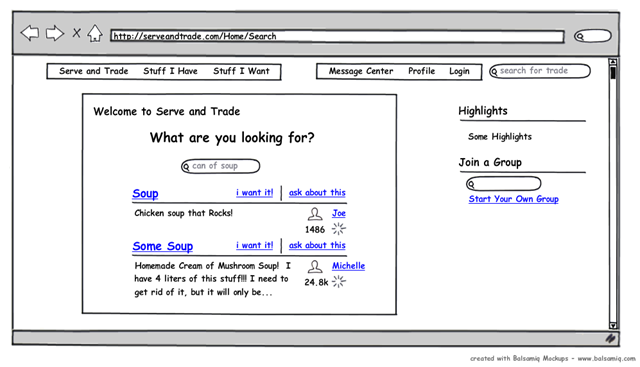 http://serveandtrade.com/Home/Search
Serve and Trade Stuff I Have Stuff I Want
Message Center Profile Login
search for trade
Welcome to Serve and Trade
What are you looking for?
can of soup
Soup i want it! ask about this
Chicken soup that Rocks! Joe
1486
Some Soup i want it! ask about this
Homemade Cream of Mushroom Soup! I Michelle
have 4 liters of this stuff!!! I need to 24.8k
get rid of it, but it will only be...
Highlights
Some Highlights
Join a Group
Start Your Own Group
created with Balsamiq Mockups - www.balsamiq.com